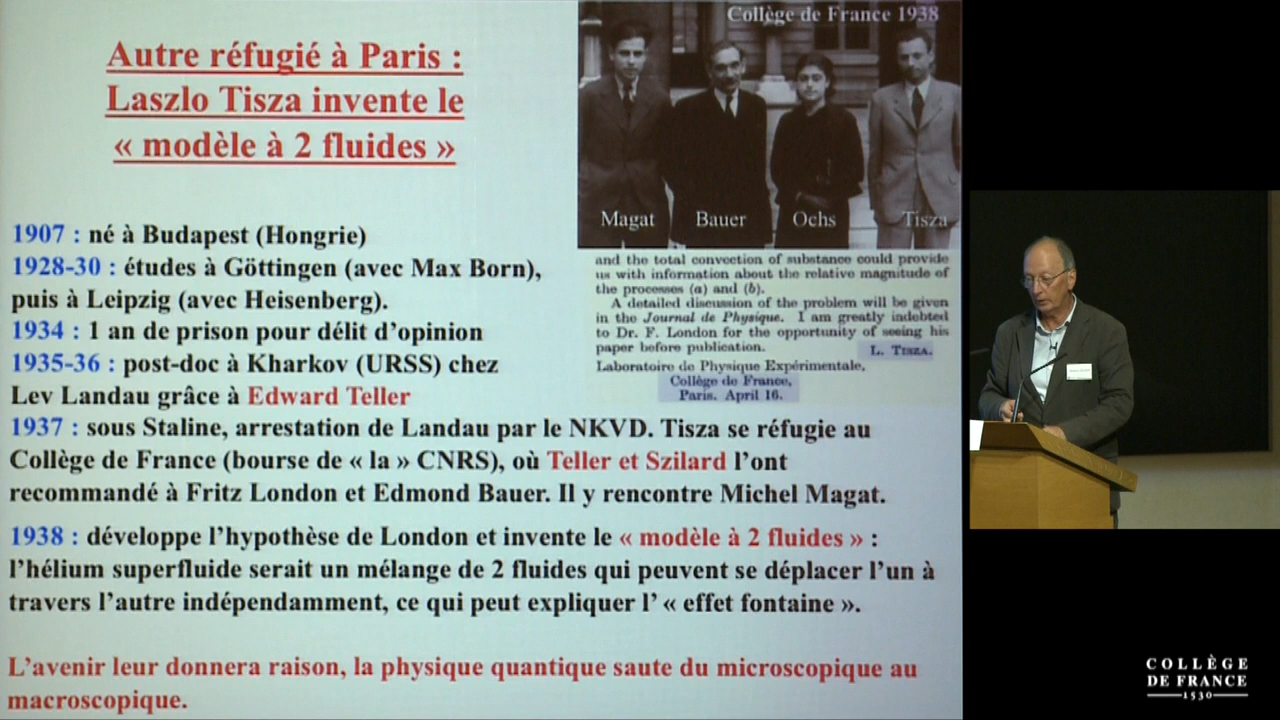 Autre réfugié à Paris :
Laszlo Tisza invente le
« modèle à 2 fluides »
Collège de France 1938
Magat Bauer Ochs Tisza
and the total convection of substance could provide
us with information about the relative magnitude of
the processes (a) and (b).
A detailed discussion of the problem will be given
in the Journal de Physique. I am greatly indebted
to Dr. F. London for the opportunity of seeing his
paper before publication.
L. TISZA.
Laboratoire de Physique Expérimentale,
Collège de France,
Paris. April 16.
1907 : né à Budapest (Hongrie)
1928-30 : études à Göttingen (avec Max Born),
puis à Leipzig (avec Heisenberg).
1934 : 1 an de prison pour délit d’opinion
1935-36 : post-doc à Kharkov (URSS) chez
Lev Landau grâce à Edward Teller
1937 : sous Staline, arrestation de Landau par le NKVD. Tisza se réfugie au
Collège de France (bourse de « la » CNRS), où Teller et Szilard l’ont
recommandé à Fritz London et Edmond Bauer. Il y rencontre Michel Magat.
1938 : développe l’hypothèse de London et invente le « modèle à 2 fluides » :
l’hélium superfluide serait un mélange de 2 fluides qui peuvent se déplacer l’un à
travers l’autre indépendamment, ce qui peut expliquer l’ « effet fontaine ».
L’avenir leur donnera raison, la physique quantique saute du microscopique au
macroscopique.
COLLÈGE
DE FRANCE
1530